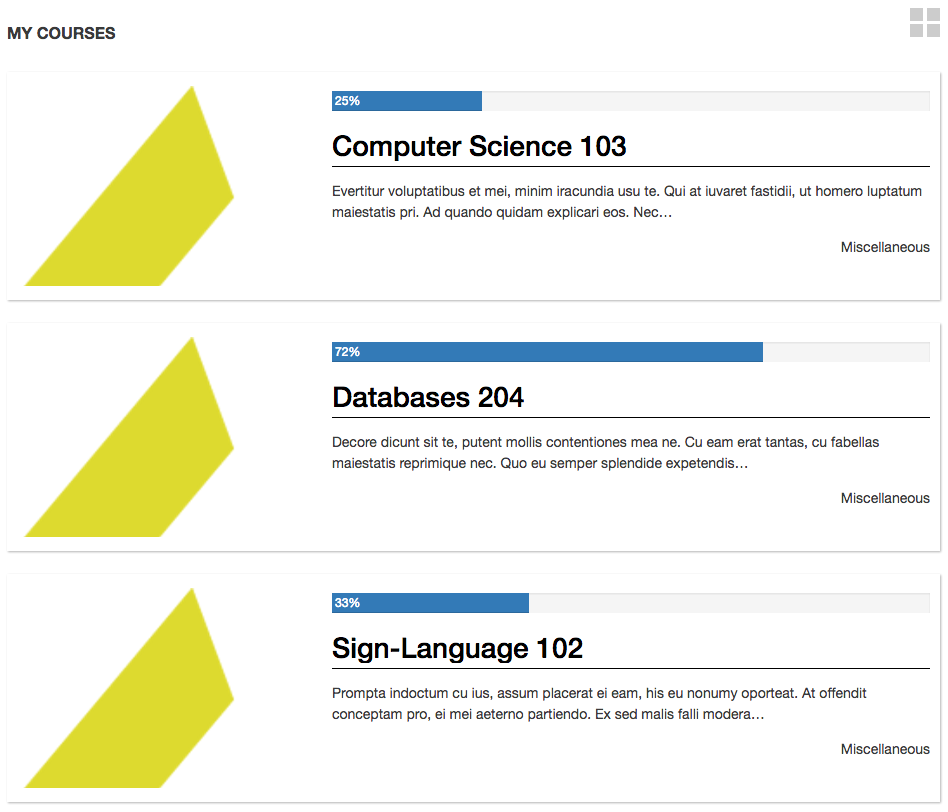 MY COURSES
25%
Computer Science 103
Evertitur voluptatibus et mei, minim iracundia usu te. Qui at iuvaret fastidii, ut homero luptatum
maiestatis pri. Ad quando quidam explicari eos. Nec…
Miscellaneous
72%
Databases 204
Decore dicunt sit te, putent mollis contentiones mea ne. Cu eam erat tantas, cu fabellas
maiestatis reprimique nec. Quo eu semper splendide expetendis…
Miscellaneous
33%
Sign-Language 102
Prompta indoctum cu ius, assum placerat ei eam, his eu nonumy oporteat. At offendit
conceptam pro, ei mei aeterno partiendo. Ex sed malis falli modera…
Miscellaneous